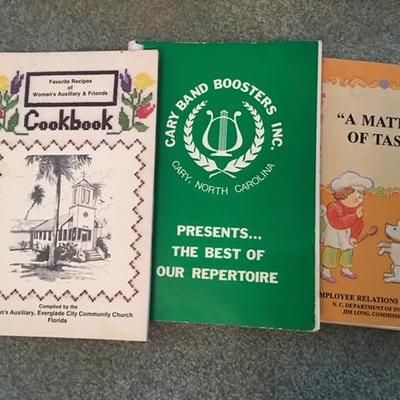 Favorite Recipes
of
Woman's Auxiliary & Friends
Cookbook
Compiled by the
Auxiliary, Everglade City Community Church
Florida
CARY BAND BOOSTERS INC.
CARY, NORTH CAROLINA
PRESENTS...
THE BEST OF
OUR REPERTOIRE
"A MATT
OF TAS
MPLOYEE RELATIONS
N. C. DEPARTMENT OF IN
JIM LONG, COMMISS